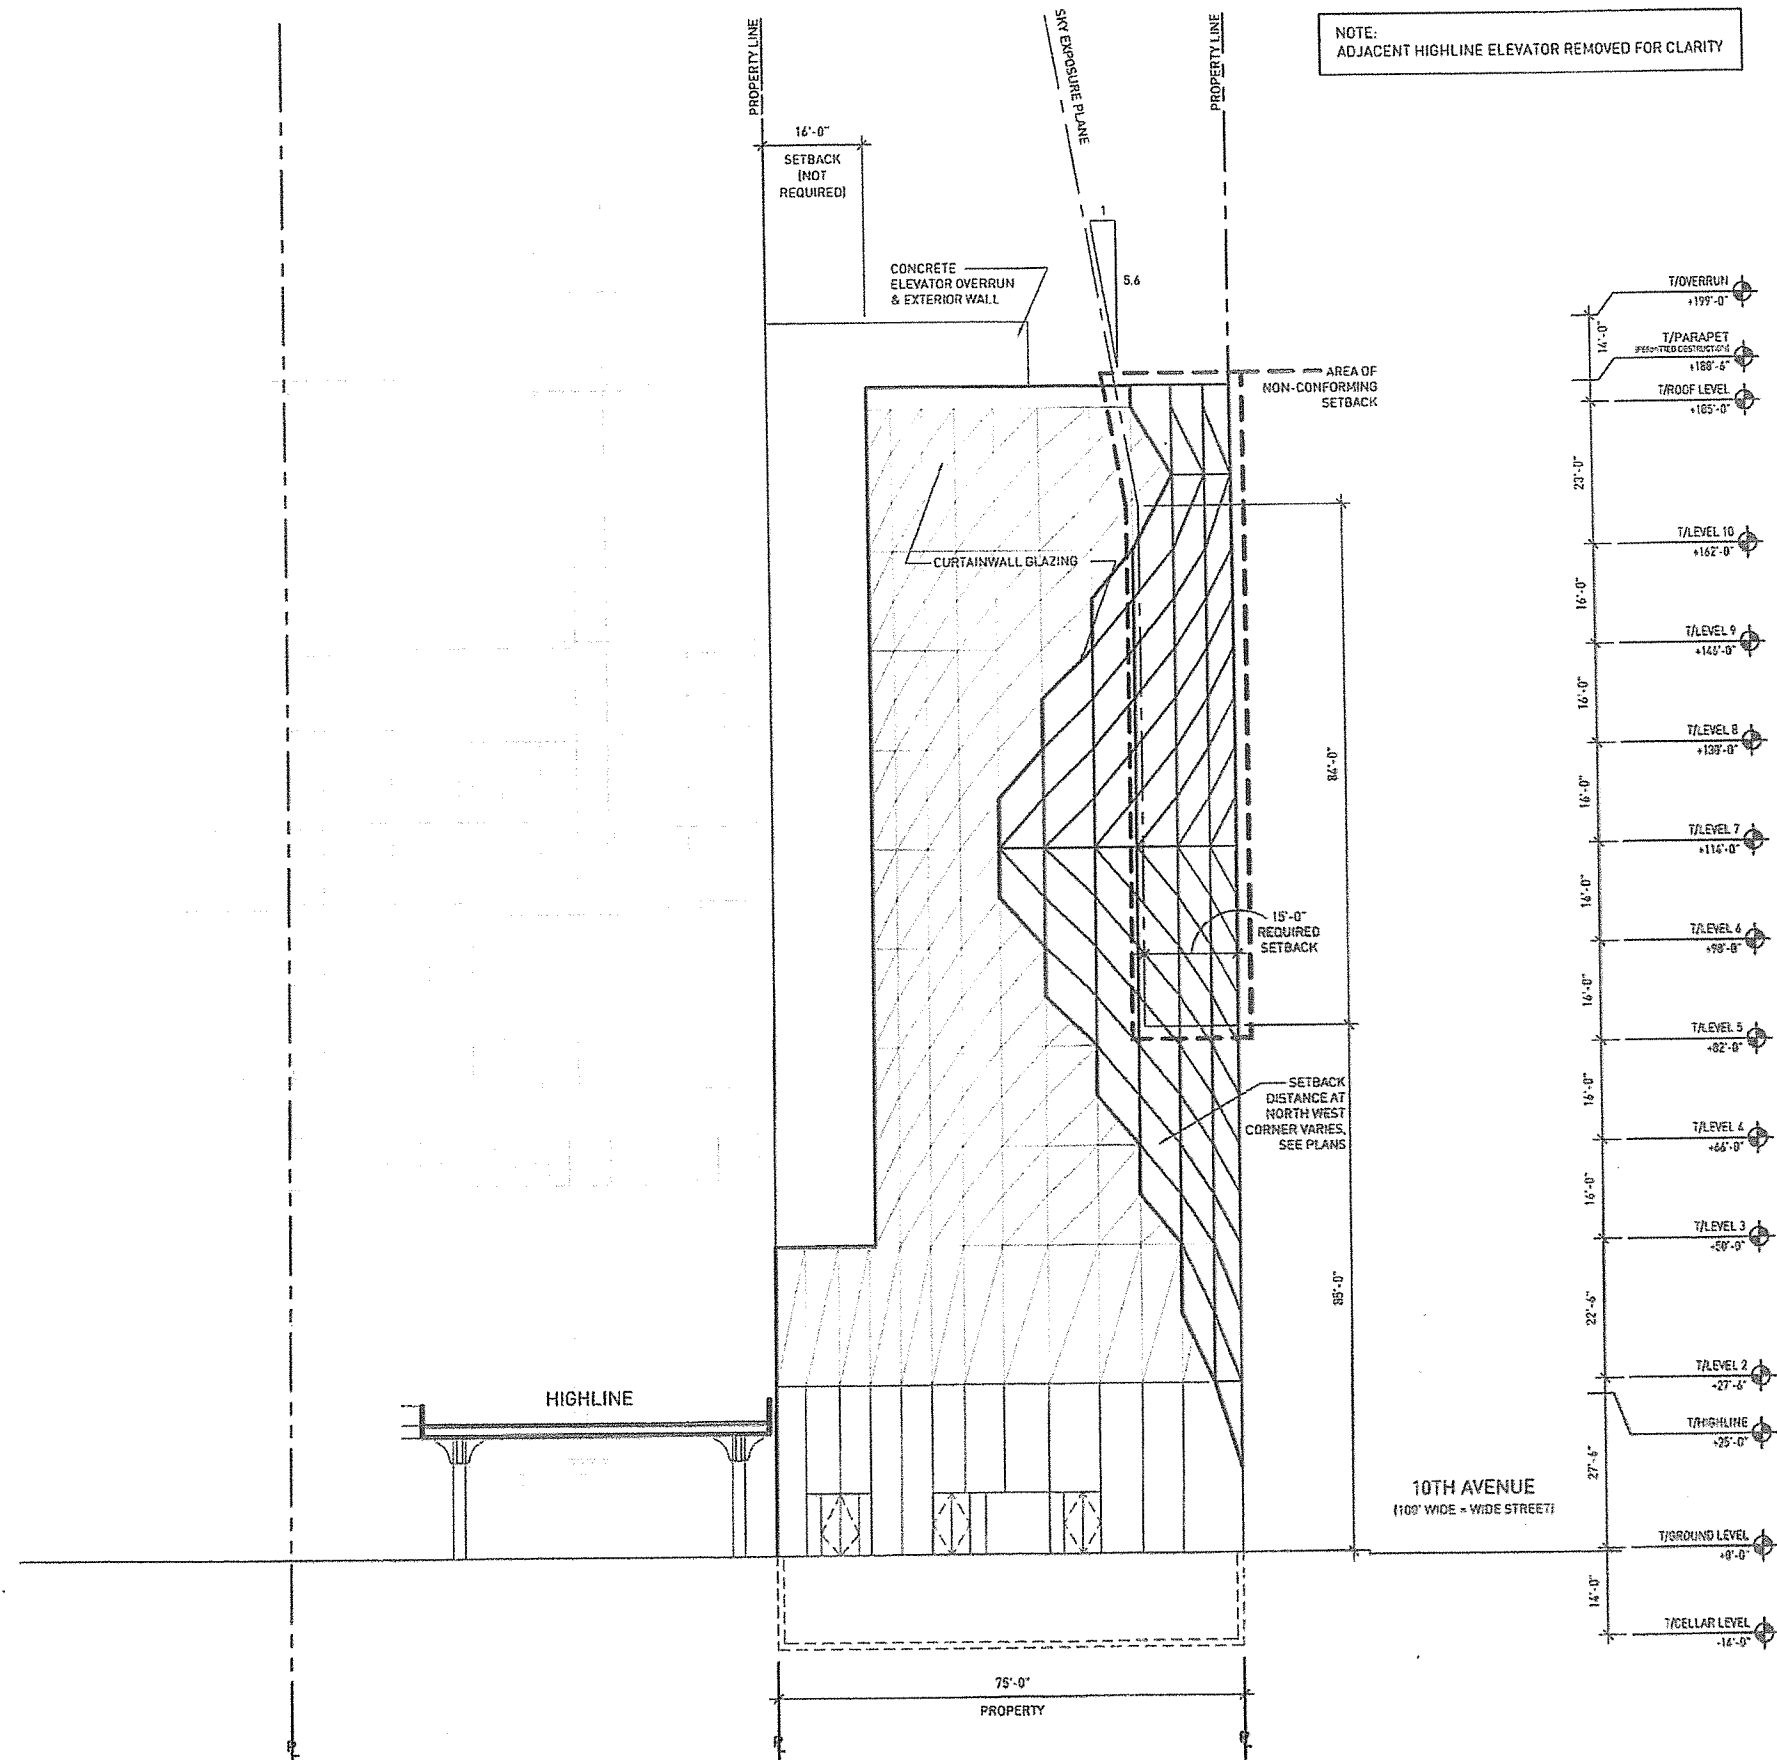 NOTE:
ADJACENT HIGHLINE ELEVATOR REMOVED FOR CLARITY
PROPERTY LINE
SKY EXPOSURE PLANE
PROPERTY LINE
16'-0"
SETBACK
(NOT
REQUIRED)
1
5.6
CONCRETE
ELEVATOR OVERRUN
& EXTERIOR WALL
AREA OF
NON-CONFORMING
SETBACK
CURTAINWALL GLAZING
84'-0"
15'-0"
REQUIRED
SETBACK
SETBACK
DISTANCE AT
NORTH WEST
CORNER VARIES,
SEE PLANS
85'-0"
HIGHLINE
10TH AVENUE
(100' WIDE = WIDE STREET)
75'-0"
PROPERTY
T/OVERRUN
+199'-0"
14'-0"
T/PARAPET
+188'-6"
T/ROOF LEVEL
+185'-0"
23'-0"
T/LEVEL 10
+162'-0"
16'-0"
T/LEVEL 9
+146'-0"
16'-0"
T/LEVEL 8
+130'-0"
16'-0"
T/LEVEL 7
+114'-0"
16'-0"
T/LEVEL 6
+98'-0"
16'-0"
T/LEVEL 5
+82'-0"
16'-0"
T/LEVEL 4
+66'-0"
16'-0"
T/LEVEL 3
+50'-0"
22'-6"
T/LEVEL 2
+27'-6"
T/HIGHLINE
+25'-0"
27'-6"
T/GROUND LEVEL
+0'-0"
14'-0"
T/CELLAR LEVEL
-14'-0"